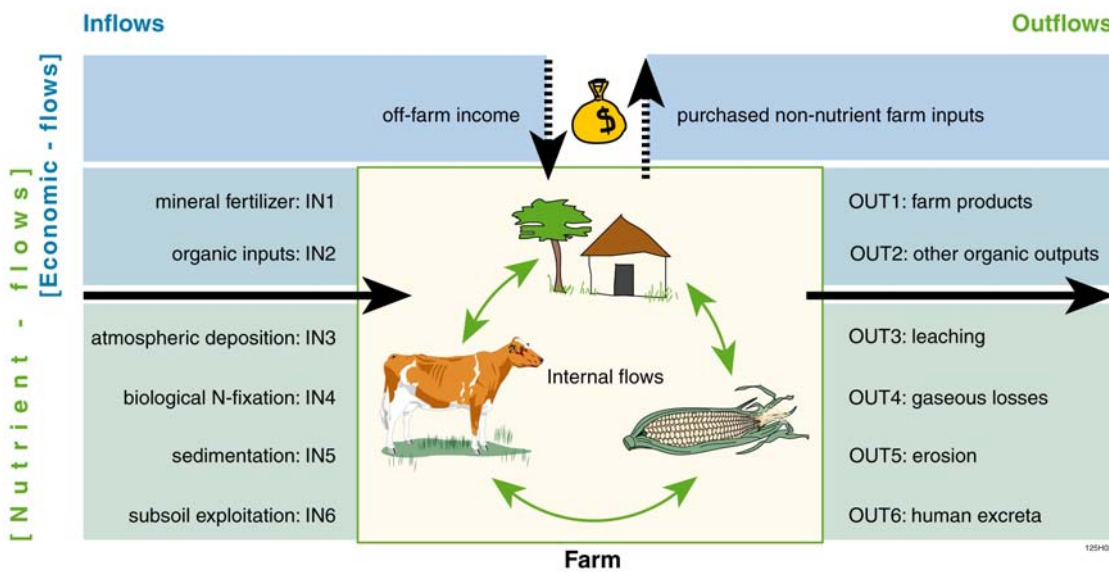 Inflows
Outflows
[Economic - flows]
[Nutrient - flows]
off-farm income
$
purchased non-nutrient farm inputs
mineral fertilizer: IN1
organic inputs: IN2
atmospheric deposition: IN3
biological N-fixation: IN4
sedimentation: IN5
subsoil exploitation: IN6
Internal flows
OUT1: farm products
OUT2: other organic outputs
OUT3: leaching
OUT4: gaseous losses
OUT5: erosion
OUT6: human excreta
Farm